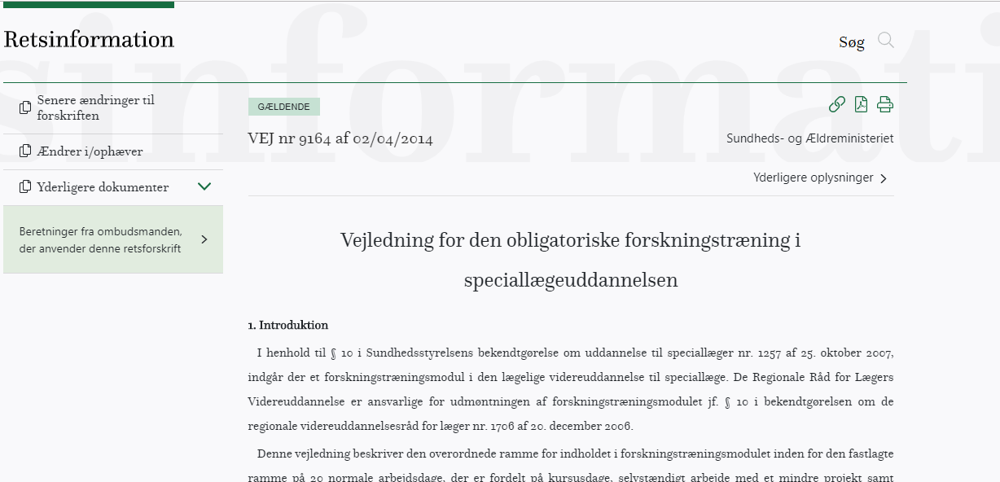 Retsinformation
Søg
Senere ændringer til
forskriften
Ændrer i/ophæver
Yderligere dokumenter
Beretninger fra ombudsmanden,
der anvender denne retsforskrift
GÆLDENDE
VEJ nr 9164 af 02/04/2014
Sundheds- og Ældreministeriet
Yderligere oplysninger
Vejledning for den obligatoriske forskningstræning i
speciallægeuddannelsen
1. Introduktion
I henhold til § 10 i Sundhedsstyrelsens bekendtgørelse om uddannelse til speciallæger nr. 1257 af 25. oktober 2007,
indgår der et forskningstræningsmodul i den lægelige videreuddannelse til speciallæge. De Regionale Råd for Lægers
Videreuddannelse er ansvarlige for udmøntningen af forskningstræningsmodulet jf. § 10 i bekendtgørelsen om de
regionale videreuddannelsesråd for læger nr. 1706 af 20. december 2006.
Denne vejledning beskriver den overordnede ramme for indholdet i forskningstræningsmodulet inden for den fastlagte
ramme på 20 normale arbejdsdage, der er fordelt på kursusdage, selvstændigt arbejde med et mindre projekt samt